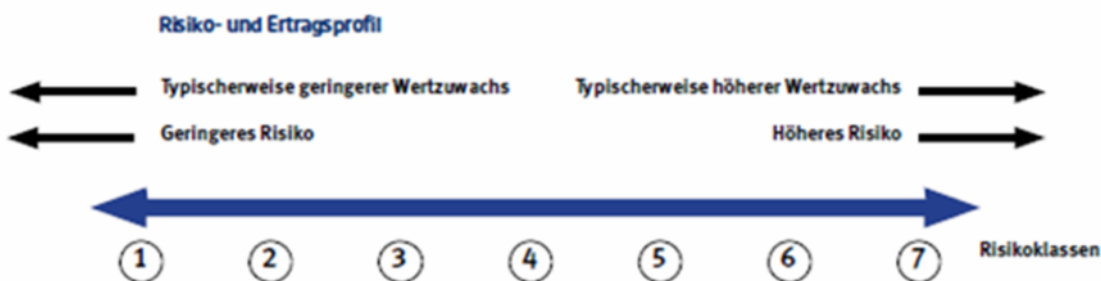 Risiko- und Ertragsprofil
Typischerweise geringerer Wertzuwachs Typischerweise höherer Wertzuwachs
Geringeres Risiko Höheres Risiko
1 2 3 4 5 6 7 Risikoklassen